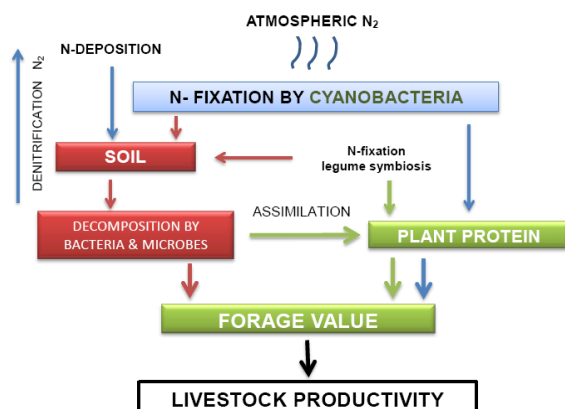 ATMOSPHERIC N₂
N-DEPOSITION
DENITRIFICATION N₂
N- FIXATION BY CYANOBACTERIA
SOIL
N-fixation
legume symbiosis
DECOMPOSITION BY
BACTERIA & MICROBES
ASSIMILATION
PLANT PROTEIN
FORAGE VALUE
LIVESTOCK PRODUCTIVITY